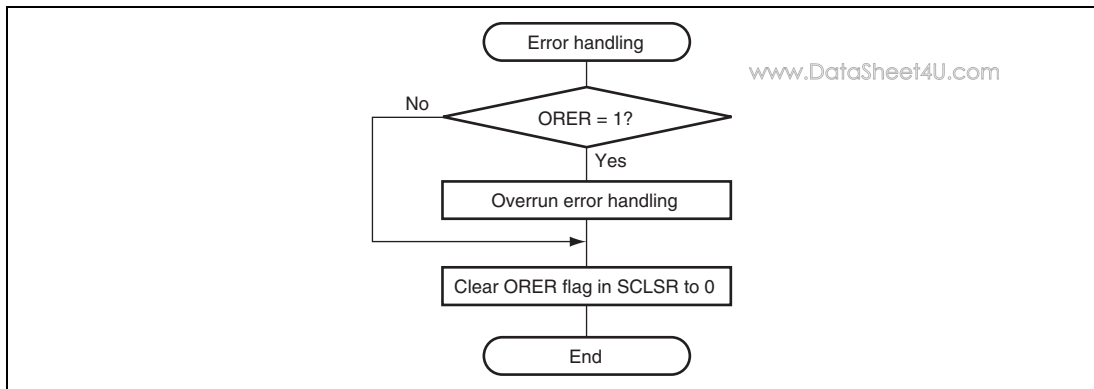 Error handling
www.DataSheet4U.com
No
ORER = 1?
Yes
Overrun error handling
Clear ORER flag in SCLSR to 0
End